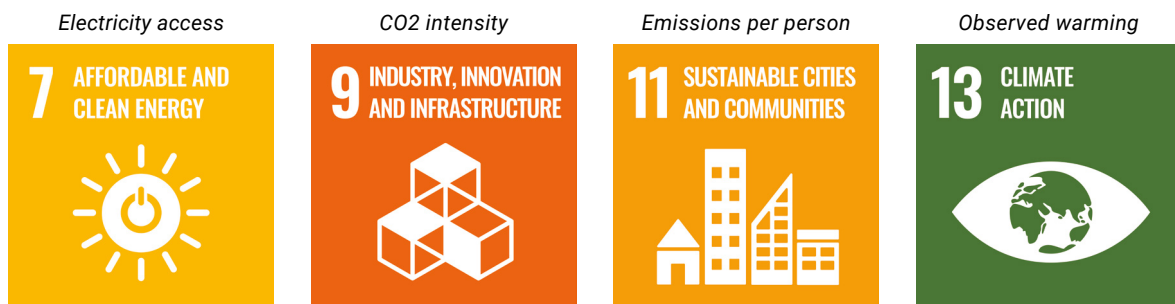 Electricity access
CO2 intensity
Emissions per person
Observed warming
7 AFFORDABLE AND
CLEAN ENERGY
9 INDUSTRY, INNOVATION
AND INFRASTRUCTURE
11 SUSTAINABLE CITIES
AND COMMUNITIES
13 CLIMATE
ACTION